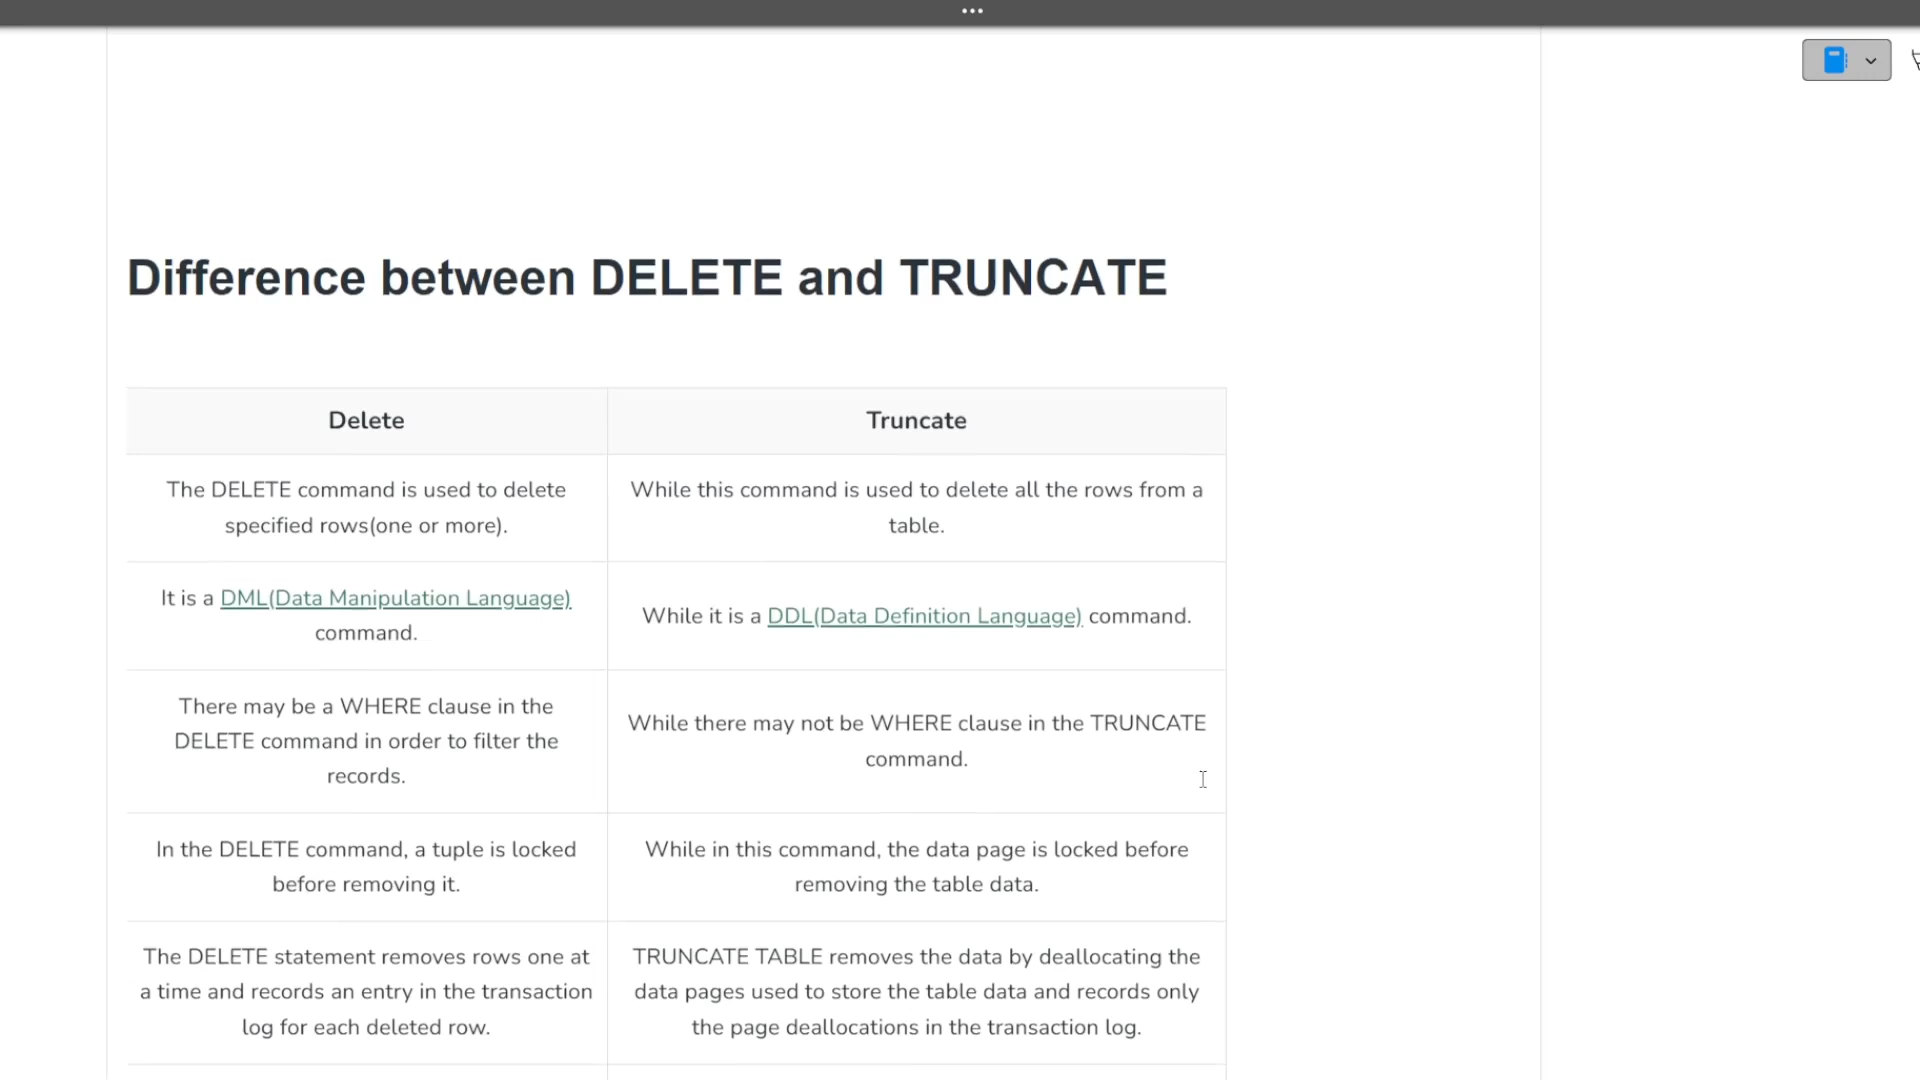 Difference between DELETE and TRUNCATE
Delete
Truncate
The DELETE command is used to delete
specified rows(one or more).
While this command is used to delete all the rows from a
table.
It is a DML(Data Manipulation Language)
command.
While it is a DDL(Data Definition Language) command.
There may be a WHERE clause in the
DELETE command in order to filter the
records.
While there may not be WHERE clause in the TRUNCATE
command.
In the DELETE command, a tuple is locked
before removing it.
While in this command, the data page is locked before
removing the table data.
The DELETE statement removes rows one at
a time and records an entry in the transaction
log for each deleted row.
TRUNCATE TABLE removes the data by deallocating the
data pages used to store the table data and records only
the page deallocations in the transaction log.